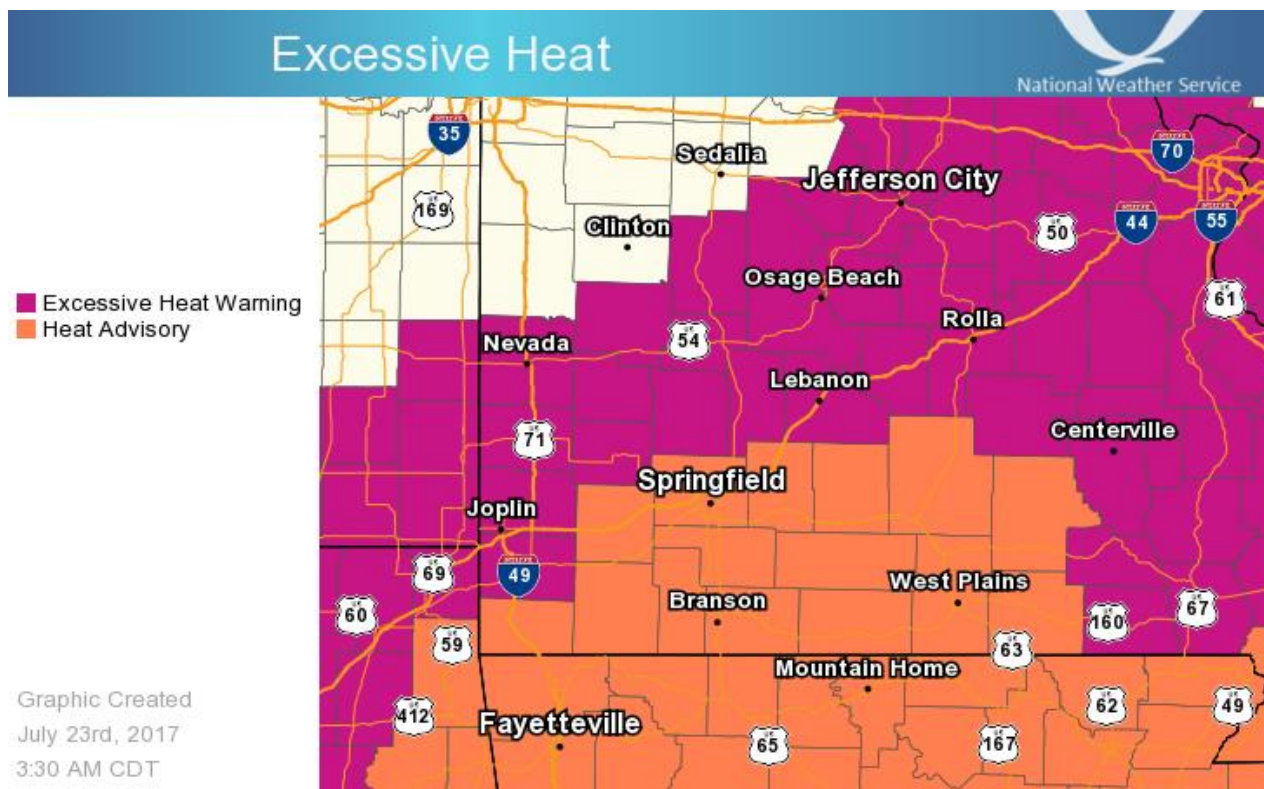 Excessive Heat
National Weather Service
35
70
Sedalia
Jefferson City
169
44
55
50
Clinton
Osage Beach
61
Excessive Heat Warning
Rolla
Heat Advisory
54
Nevada
Lebanon
71
Centerville
Springfield
Joplin
69
49
West Plains
60
Branson
160
67
59
63
Mountain Home
Graphic Created
412
Fayetteville
62
49
July 23rd, 2017
65
167
3:30 AM CDT